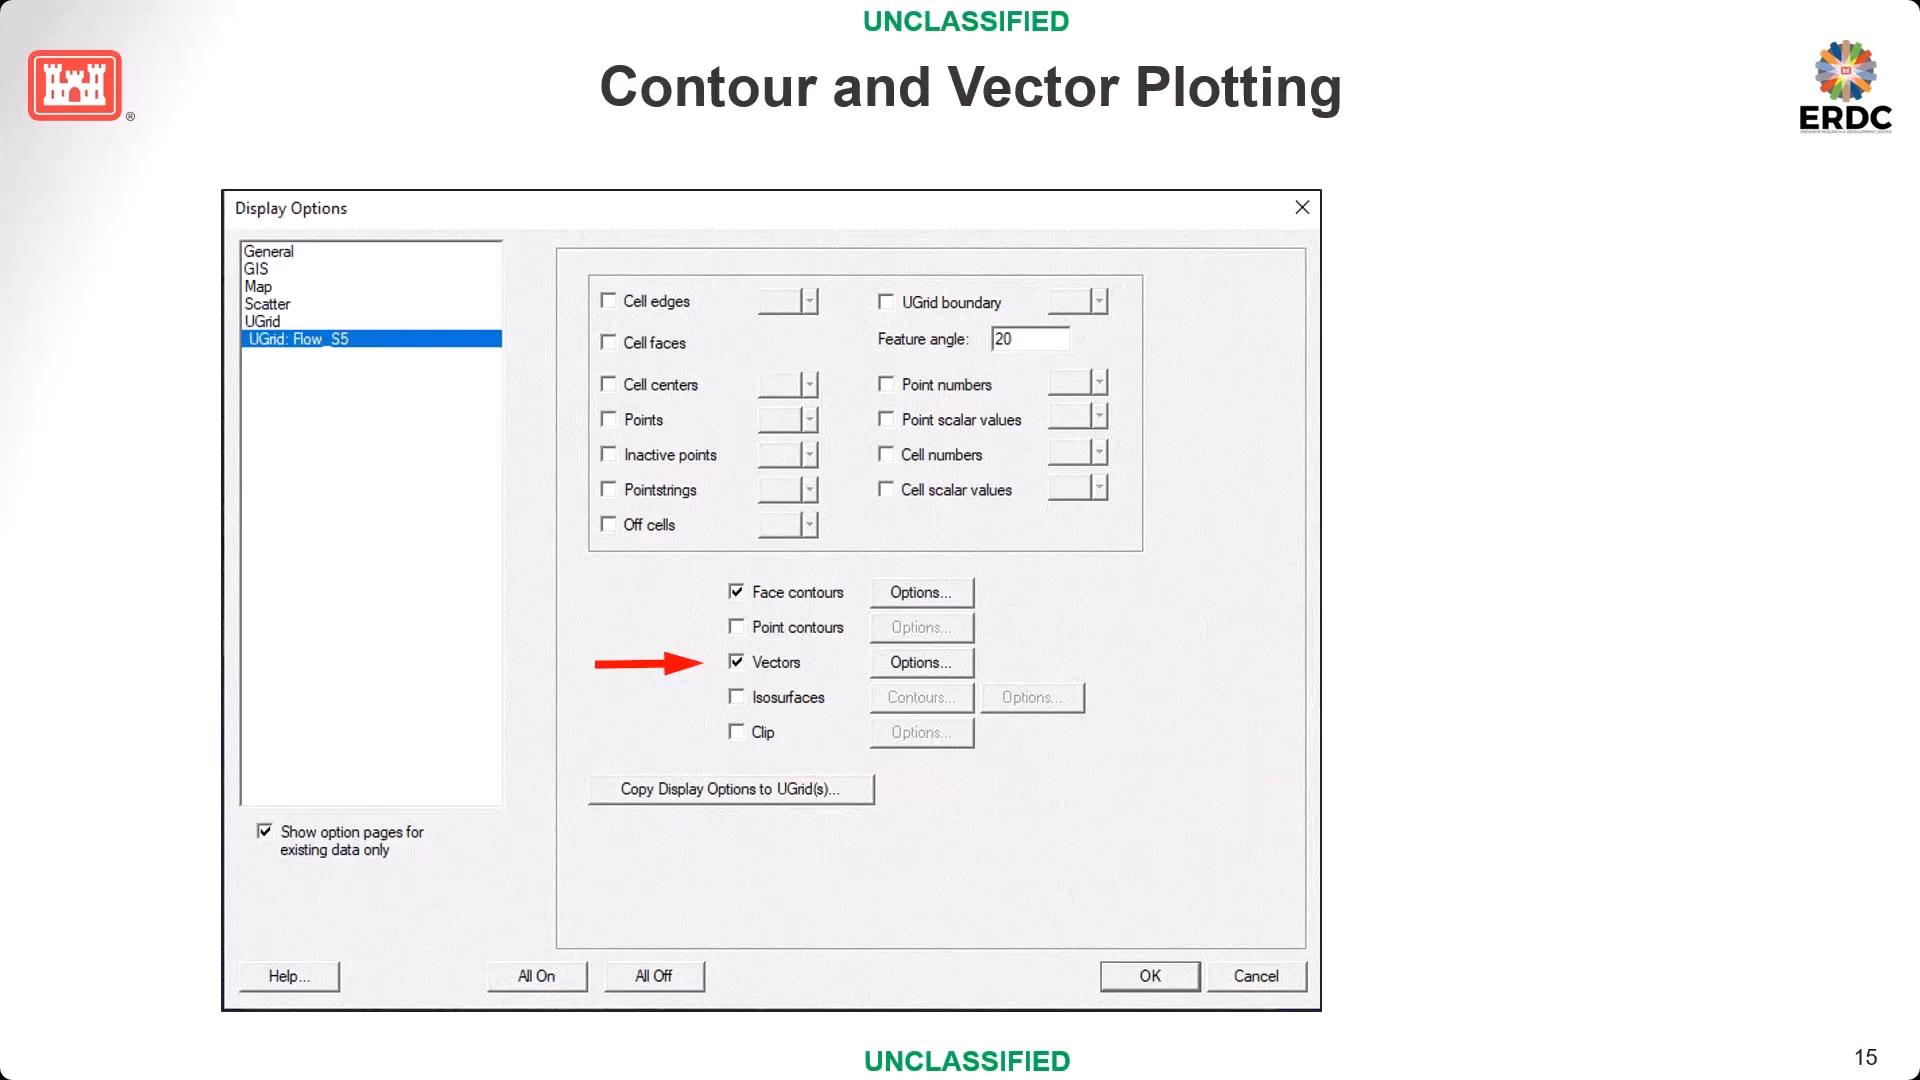 UNCLASSIFIED
Contour and Vector Plotting
®
ERDC
Display Options
General
GIS
Map
Scatter
UGrid
UGrid: Flow_S5
Cell edges
UGrid boundary
Cell faces
Feature angle: 20
Cell centers
Point numbers
Points
Point scalar values
Inactive points
Cell numbers
Pointstrings
Cell scalar values
Off cells
Face contours Options...
Point contours Options...
Vectors Options...
Isosurfaces Contours... Options...
Clip Options...
Copy Display Options to UGrid(s)...
Show option pages for
existing data only
Help... All On All Off OK Cancel
UNCLASSIFIED
15